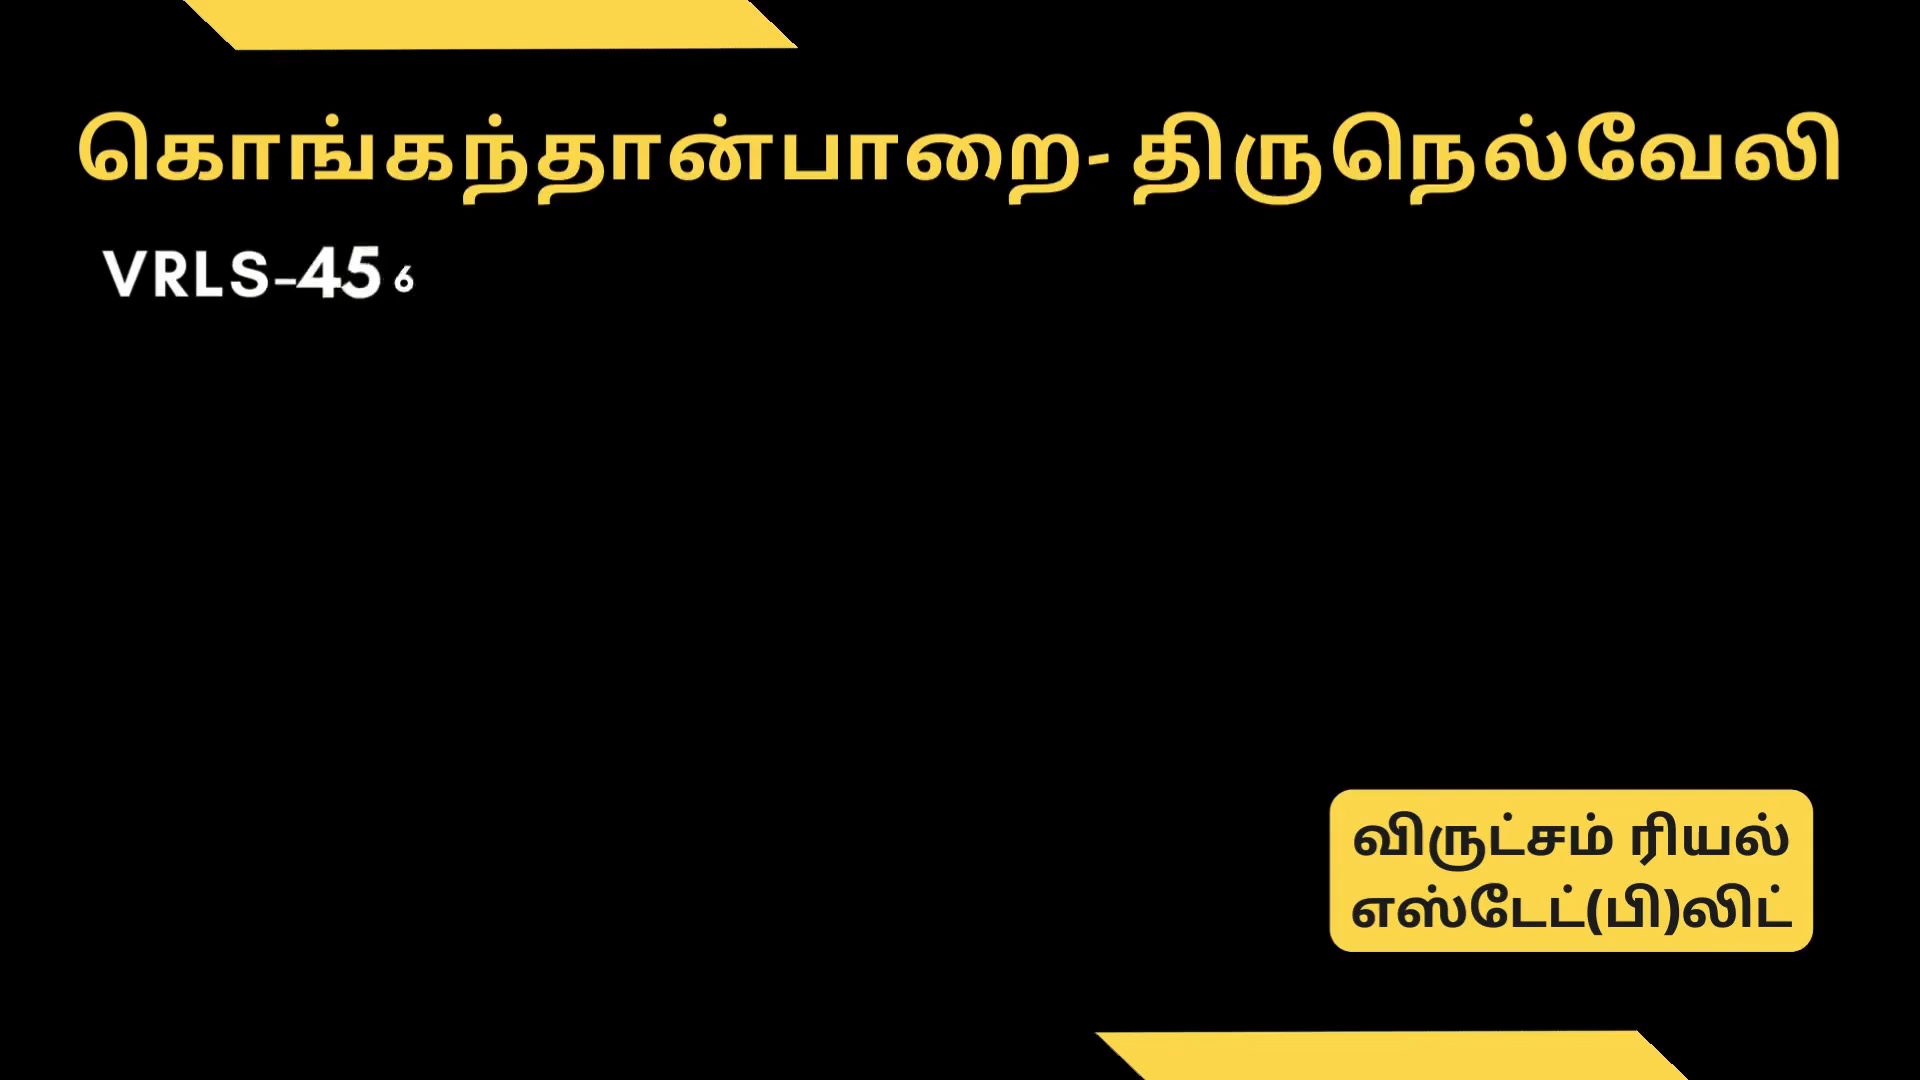 கொங்கந்தான்பாறை- திருநெல்வேலி
VRLS-456
விருட்சம் ரியல்
எஸ்டேட்(பி)லிட்